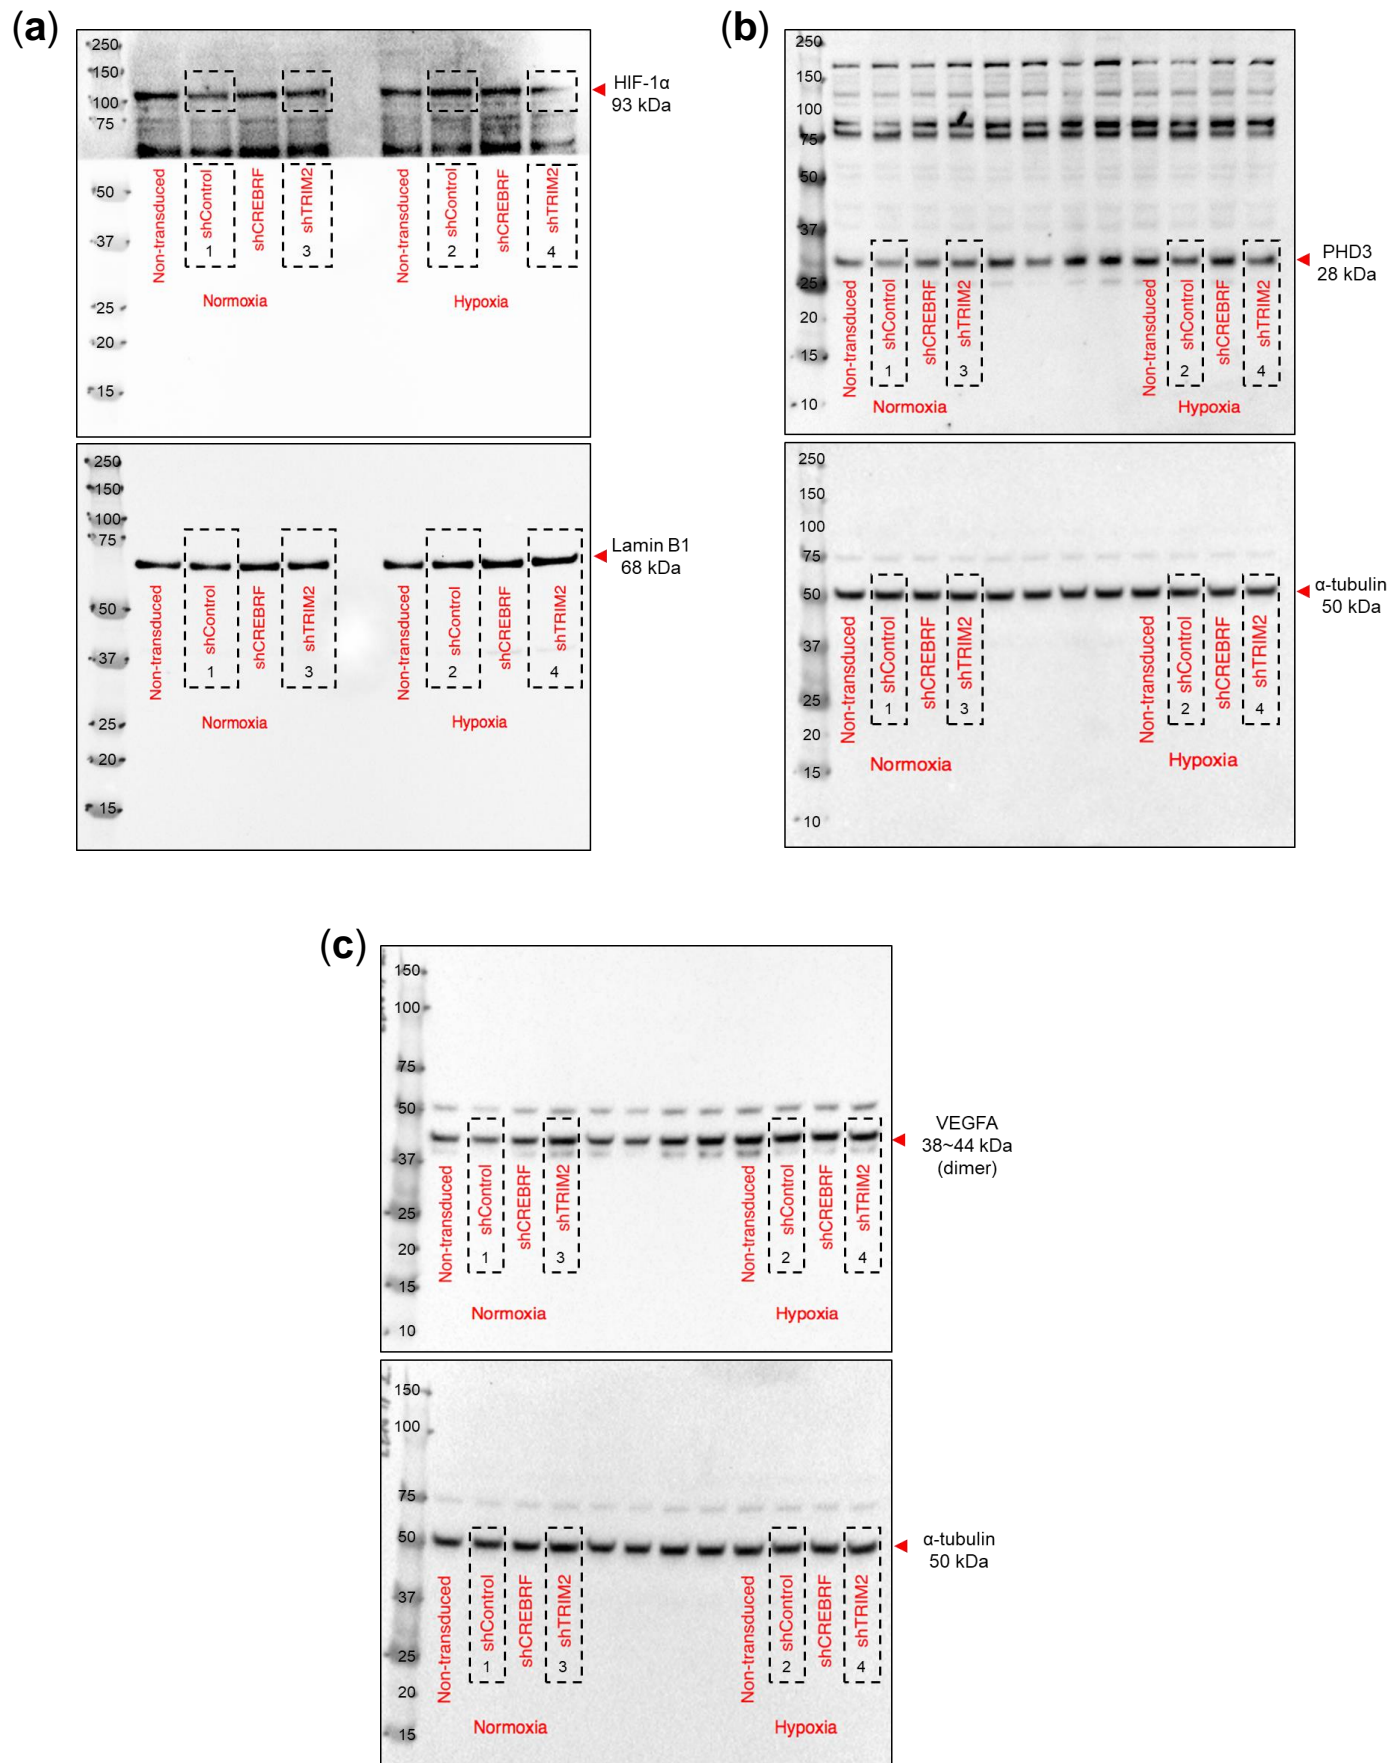 (a)
250
150
100
75
50
37
25
20
15
HIF-1α
93 kDa
Non-transduced
shControl
shCREBRF
shTRIM2
Non-transduced
shControl
shCREBRF
shTRIM2
1
3
2
4
Normoxia
Hypoxia
250
150
100
75
50
37
25
20
15
Lamin B1
68 kDa
Non-transduced
shControl
shCREBRF
shTRIM2
Non-transduced
shControl
shCREBRF
shTRIM2
1
3
2
4
Normoxia
Hypoxia
(b)
250
150
100
75
50
37
25
20
15
10
PHD3
28 kDa
Non-transduced
shControl
shCREBRF
shTRIM2
Non-transduced
shControl
shCREBRF
shTRIM2
1
3
2
4
Normoxia
Hypoxia
250
150
100
75
50
37
25
20
15
10
α-tubulin
50 kDa
Non-transduced
shControl
shCREBRF
shTRIM2
Non-transduced
shControl
shCREBRF
shTRIM2
1
3
2
4
Normoxia
Hypoxia
(c)
150
100
75
50
37
25
20
15
10
VEGFA
38~44 kDa
(dimer)
Non-transduced
shControl
shCREBRF
shTRIM2
Non-transduced
shControl
shCREBRF
shTRIM2
1
3
2
4
Normoxia
Hypoxia
150
100
75
50
37
25
20
15
α-tubulin
50 kDa
Non-transduced
shControl
shCREBRF
shTRIM2
Non-transduced
shControl
shCREBRF
shTRIM2
1
3
2
4
Normoxia
Hypoxia